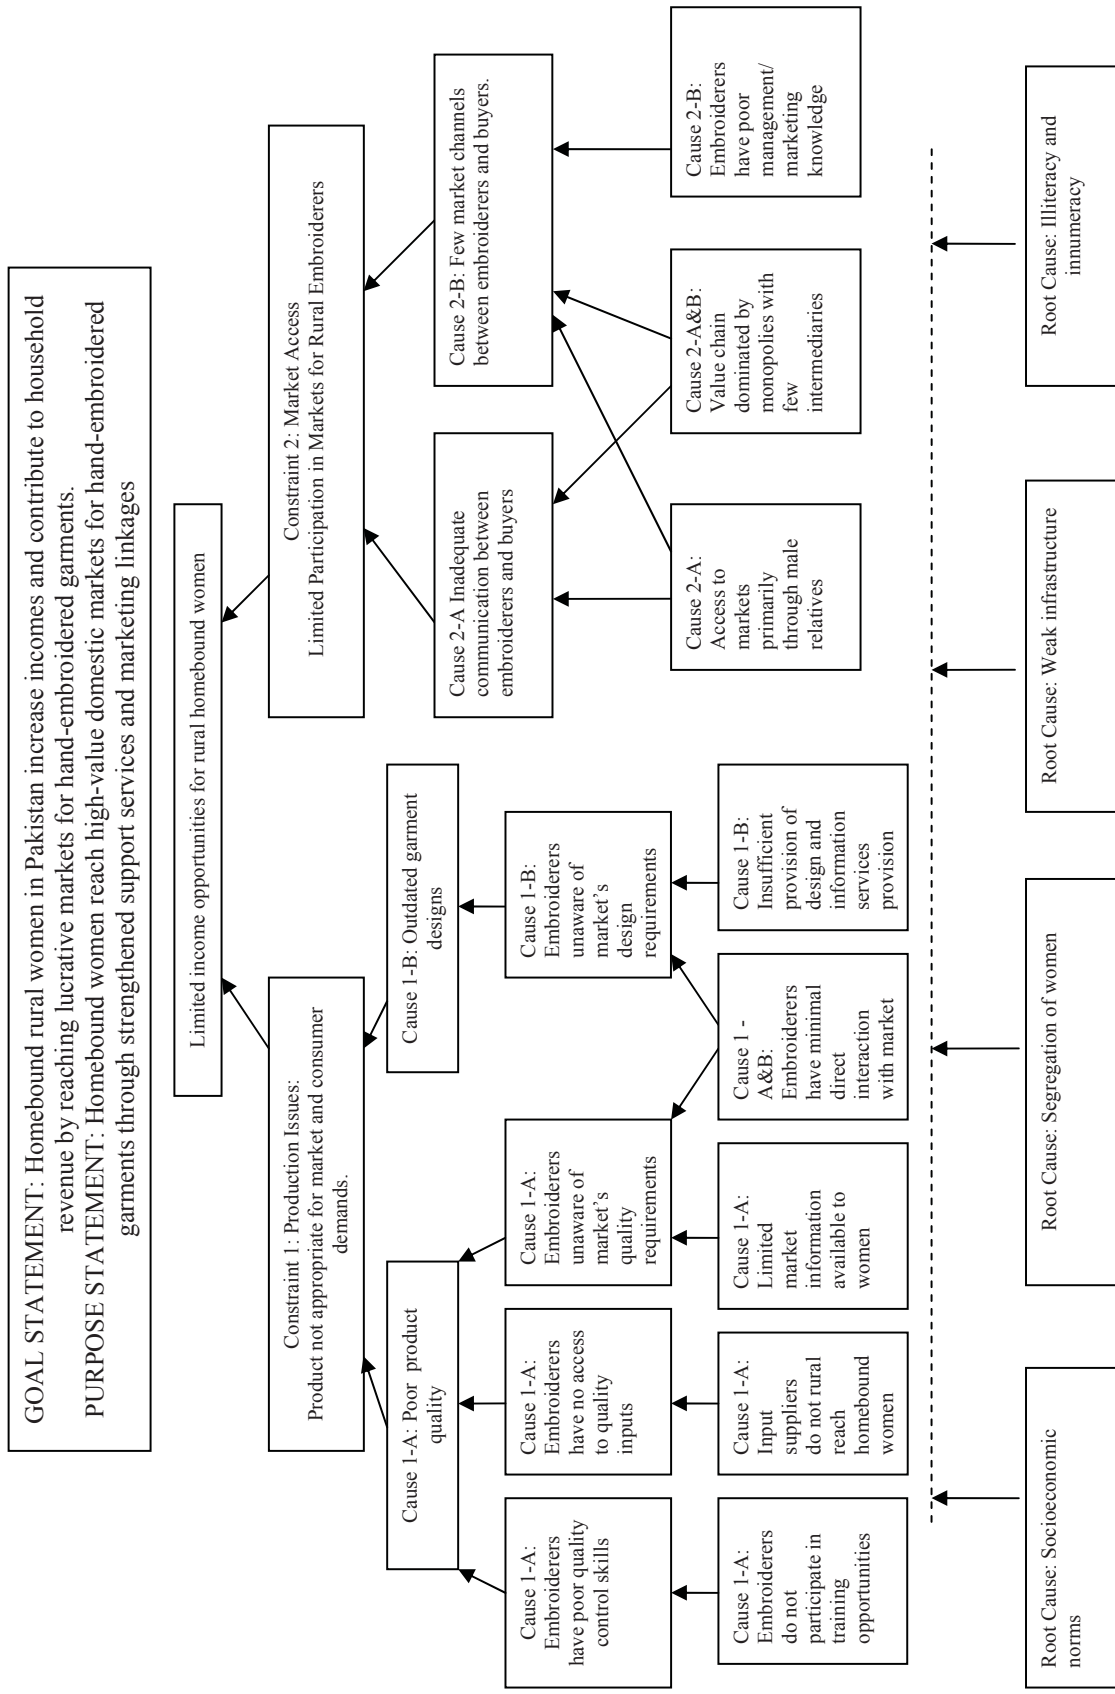 GOAL STATEMENT: Homebound rural women in Pakistan increase incomes and contribute to household
revenue by reaching lucrative markets for hand-embroidered garments.
PURPOSE STATEMENT: Homebound women reach high-value domestic markets for hand-embroidered
garments through strengthened support services and marketing linkages
Limited income opportunities for rural homebound women
Constraint 1: Production Issues:
Product not appropriate for market and consumer
demands.
Constraint 2: Market Access
Limited Participation in Markets for Rural Embroiderers
Cause 1-A: Poor product
quality
Cause 1-B: Outdated garment
designs
Cause 2-A Inadequate
communication between
embroiderers and buyers
Cause 2-B: Few market channels
between embroiderers and buyers.
Cause 1-A:
Embroiderers
have poor quality
control skills
Cause 1-A:
Embroiderers
have no access
to quality
inputs
Cause 1-A:
Embroiderers
unaware of
market's
quality
requirements
Cause 1-B:
Embroiderers
unaware of
market's
design
requirements
Cause 2-A:
Access to
markets
primarily
through male
relatives
Cause 2-A&B:
Value chain
dominated by
monopolies with
few
intermediaries
Cause 2-B:
Embroiderers
have poor
management/
marketing
knowledge
Cause 1-A:
Embroiderers
do not
participate in
training
opportunities
Cause 1-A:
Input
suppliers
do not rural
reach
homebound
women
Cause 1-A:
Limited
market
information
available to
women
Cause 1 -
A&B:
Embroiderers
have minimal
direct
interaction
with market
Cause 1-B:
Insufficient
provision of
design and
information
services
provision
Root Cause: Socioeconomic
norms
Root Cause: Segregation of women
Root Cause: Weak infrastructure
Root Cause: Illiteracy and
innumeracy